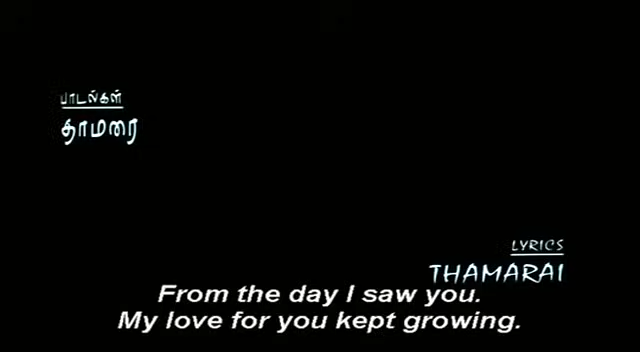 பாடல்கள்
தாமரை
LYRICS
THAMARAI
From the day I saw you.
My love for you kept growing.